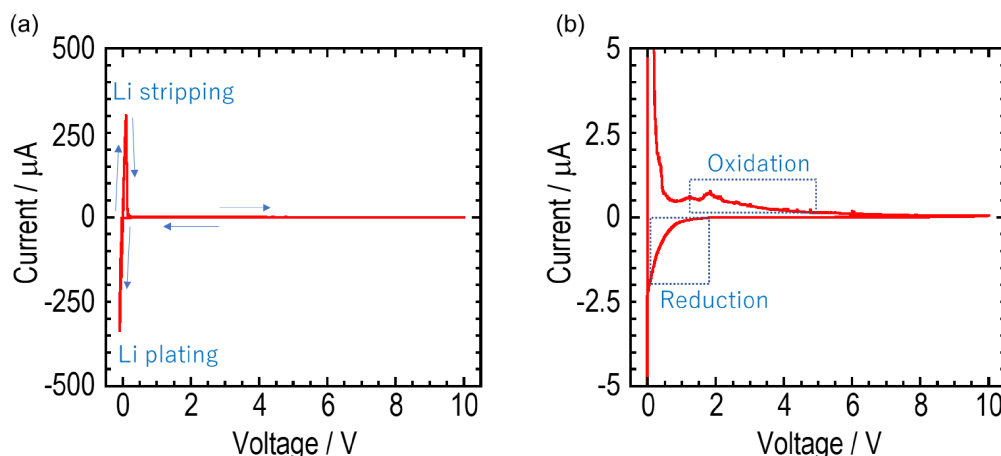 (a)
500
250
0
-250
-500
Current / μA
Li stripping
Li plating
0 2 4 6 8 10
Voltage / V
(b)
5
2.5
0
-2.5
-5
Current / μA
Oxidation
Reduction
0 2 4 6 8 10
Voltage / V